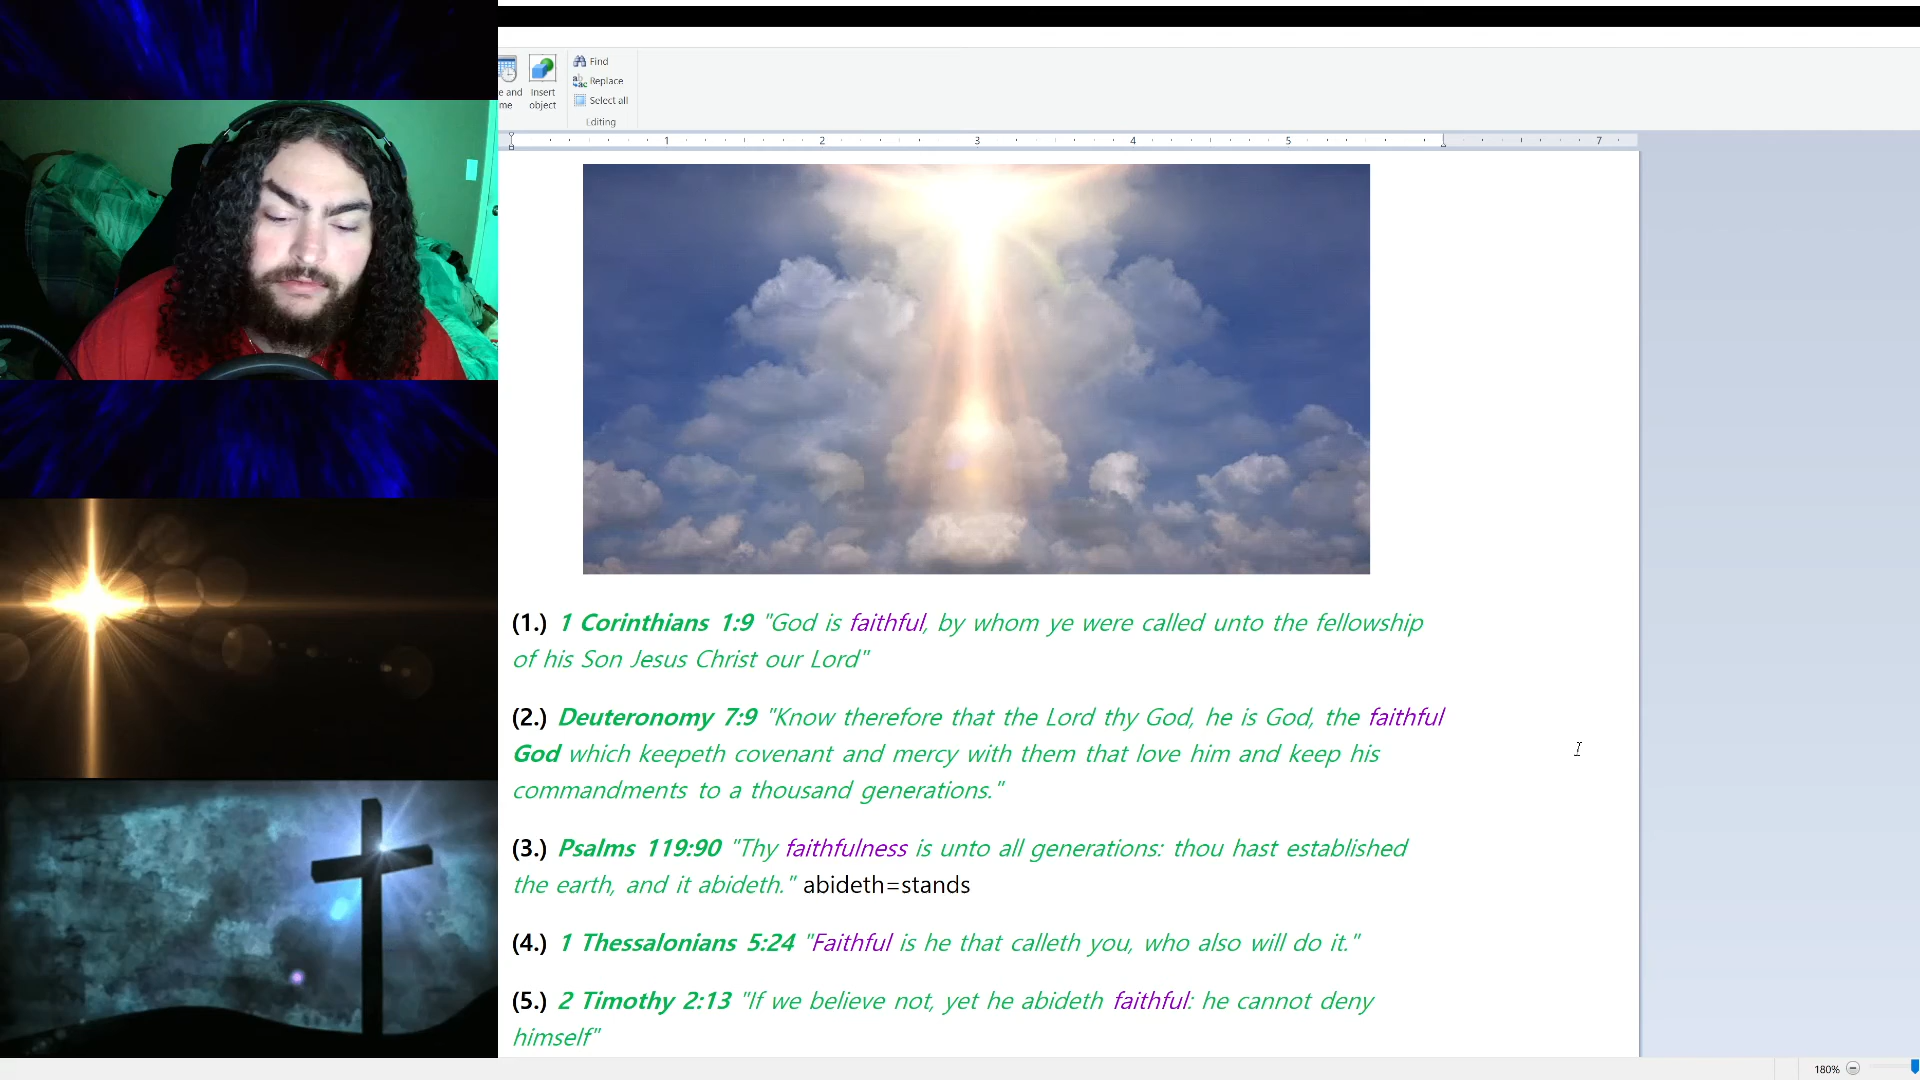 Find
Replace
Select all
e and
me
Insert
object
Editing
1 2 3 4 5 7
(1.) 1 Corinthians 1:9 "God is faithful, by whom ye were called unto the fellowship
of his Son Jesus Christ our Lord"
(2.) Deuteronomy 7:9 "Know therefore that the Lord thy God, he is God, the faithful
God which keepeth covenant and mercy with them that love him and keep his
commandments to a thousand generations."
(3.) Psalms 119:90 "Thy faithfulness is unto all generations: thou hast established
the earth, and it abideth." abideth=stands
(4.) 1 Thessalonians 5:24 "Faithful is he that calleth you, who also will do it."
(5.) 2 Timothy 2:13 "If we believe not, yet he abideth faithful: he cannot deny
himself"
180%